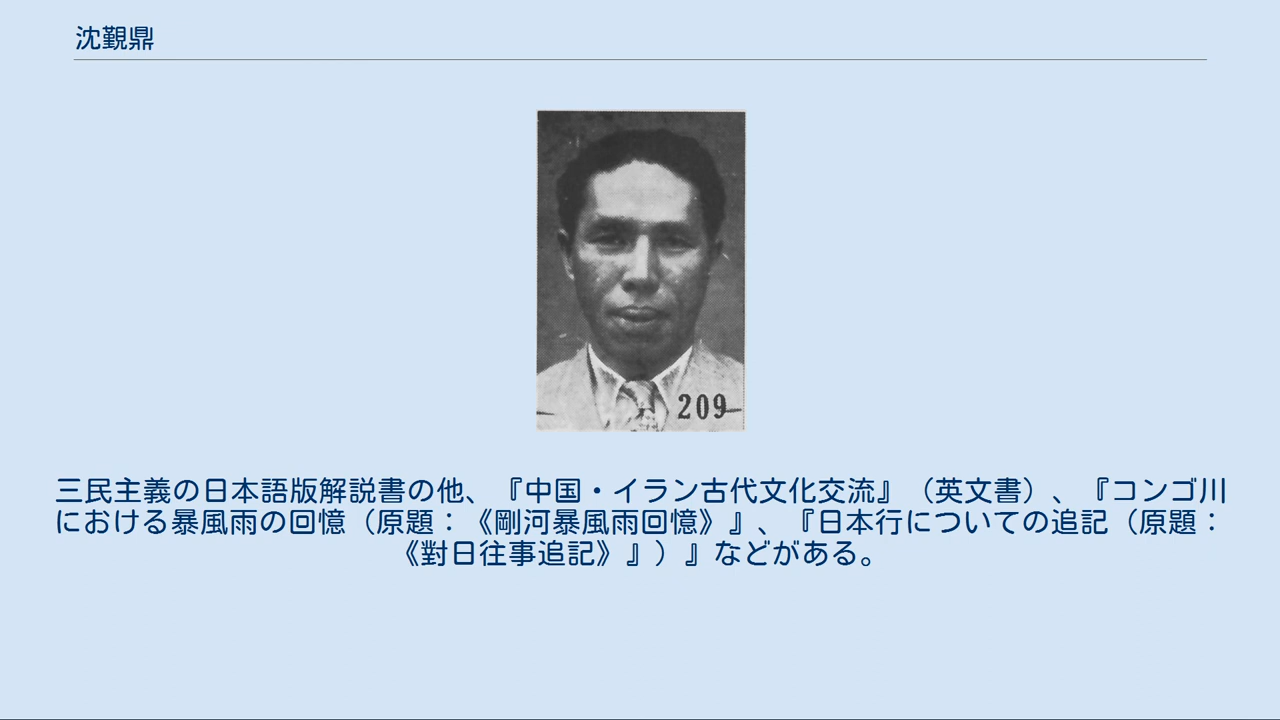 沈覲鼎
209
三民主義の日本語版解説書の他、『中国・イラン古代文化交流』（英文書）、『コンゴ川
における暴風雨の回憶（原題：《剛河暴風雨回憶》』、『日本行についての追記（原題：
《對日往事追記》』）』などがある。